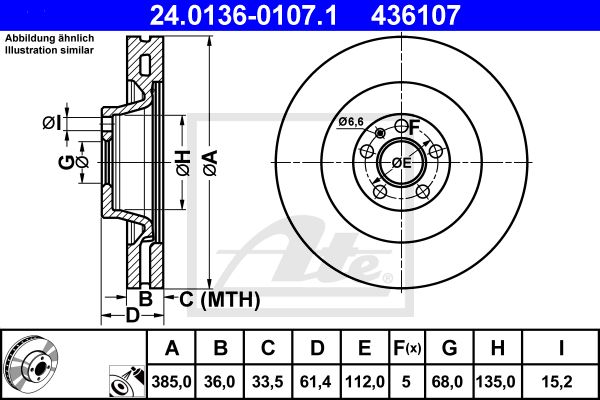 24.0136-0107.1 436107
Abbildung ähnlich
Illustration similar
ØI
G Ø
ØH
ØA
B
C (MTH)
D
Ø6,6
F
ØE
Ate
®
A B C D E F(x) G H I
385,0 36,0 33,5 61,4 112,0 5 68,0 135,0 15,2